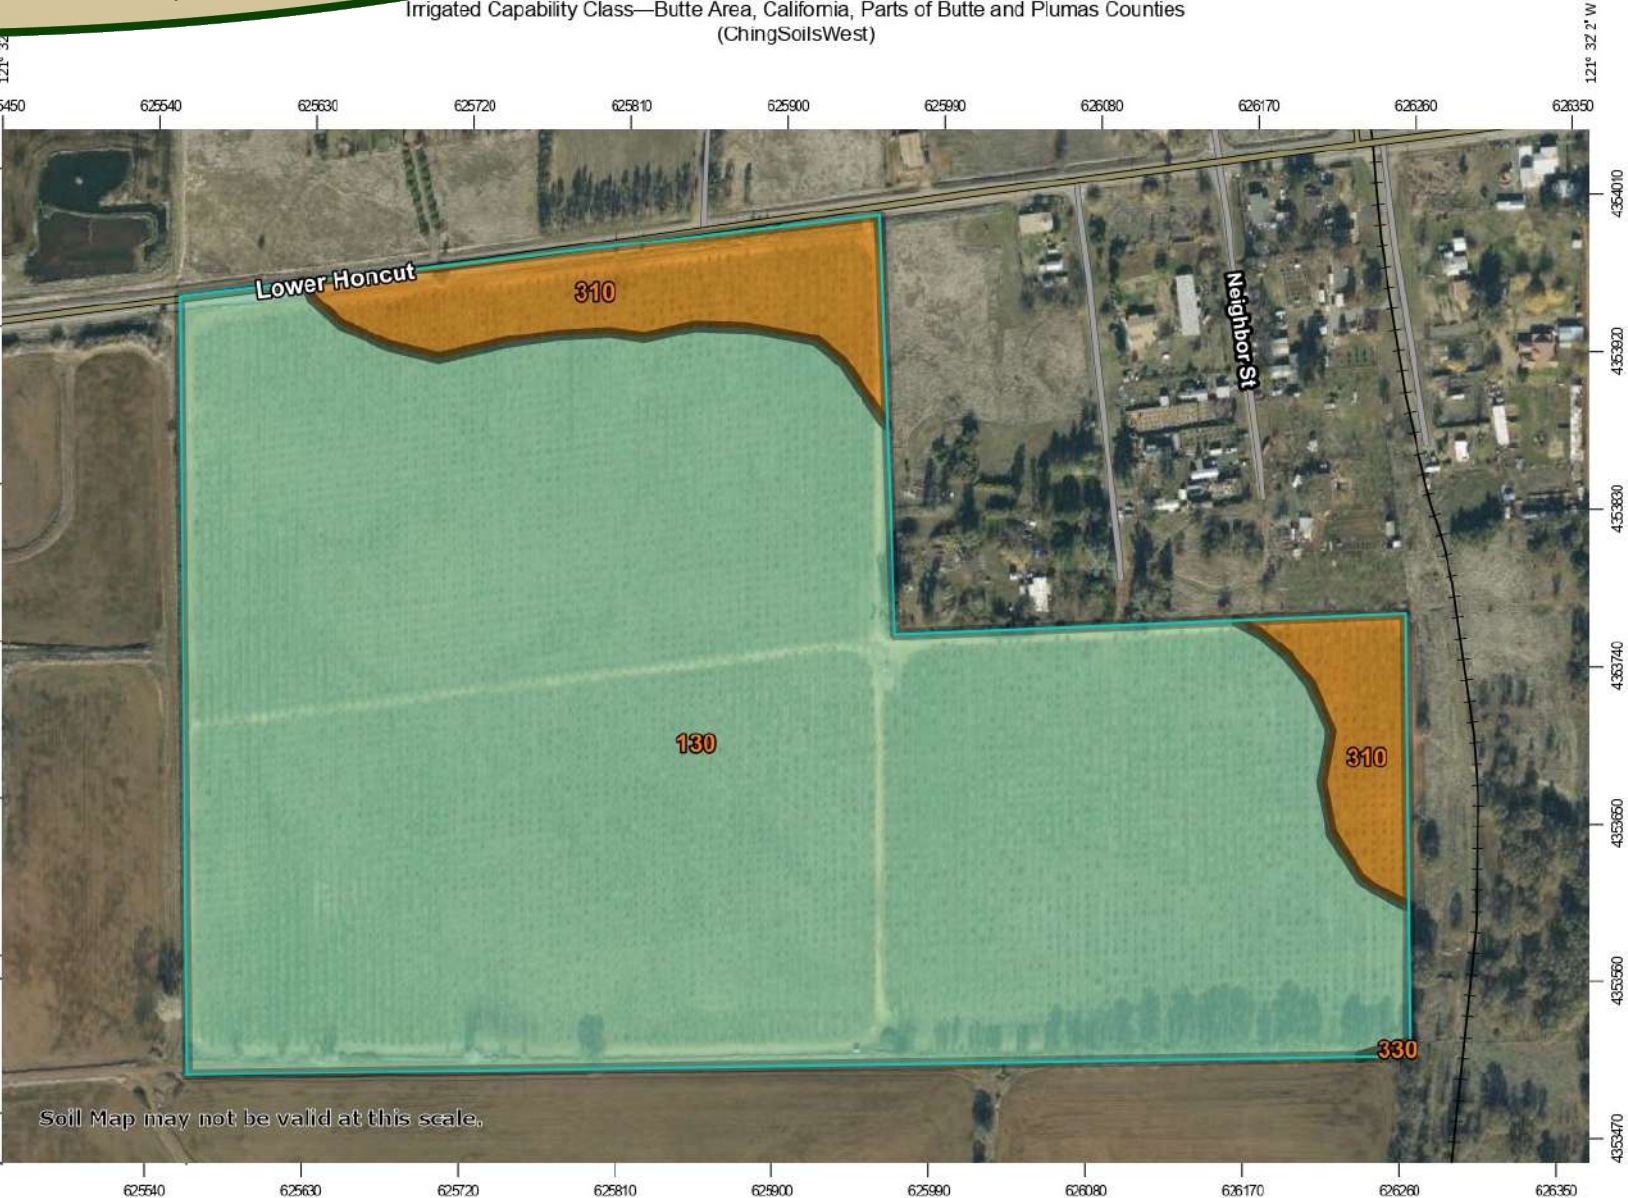 Irrigated Capability Class—Butte Area, California, Parts of Butte and Plumas Counties
(ChingSoilsWest)
121° 32' 2" W
625540 625630 625720 625810 625900 625990 626080 626170 626260 626350
4354010
4353920
4353830
4353740
4353650
4353560
4353470
Lower Honcut
310
Neighbor St
130
310
330
Soil Map may not be valid at this scale.
625540 625630 625720 625810 625900 625990 626080 626170 626260 626350